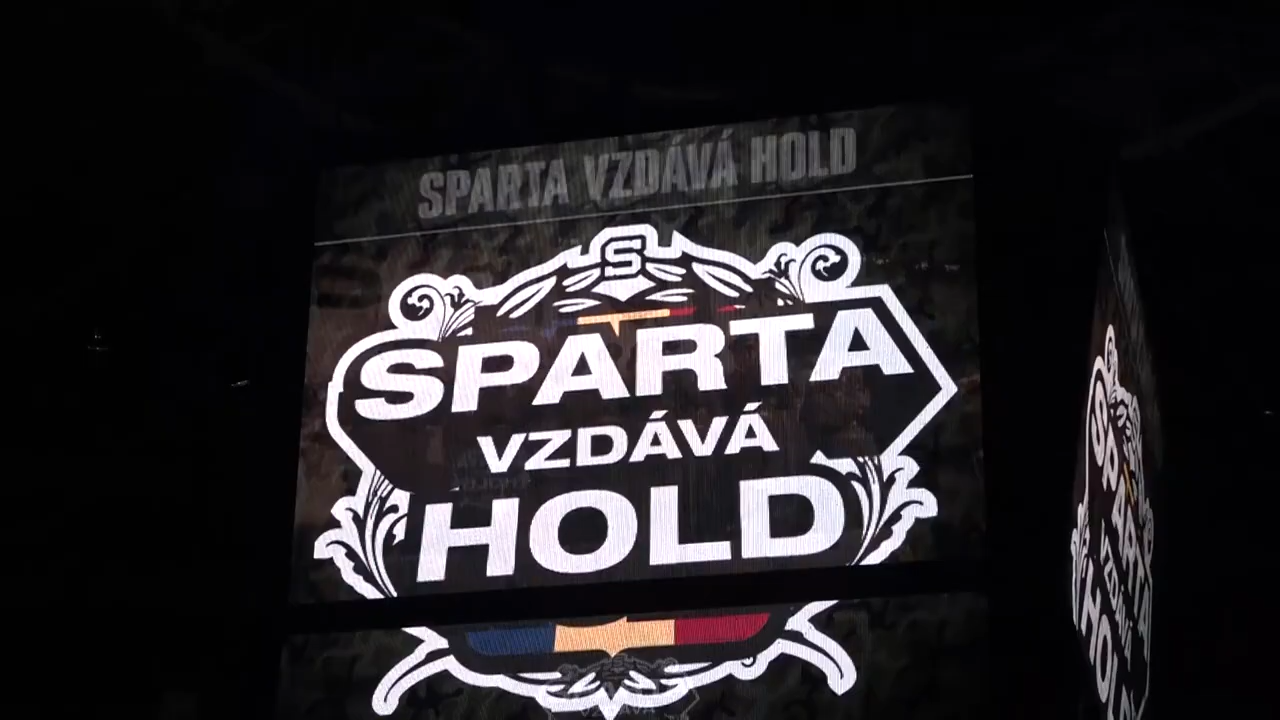 SPARTA VZDÁVÁ HOLD
S
SPARTA
VZDÁVÁ
HOLD
SPARTA
VZDÁVÁ
HOLD